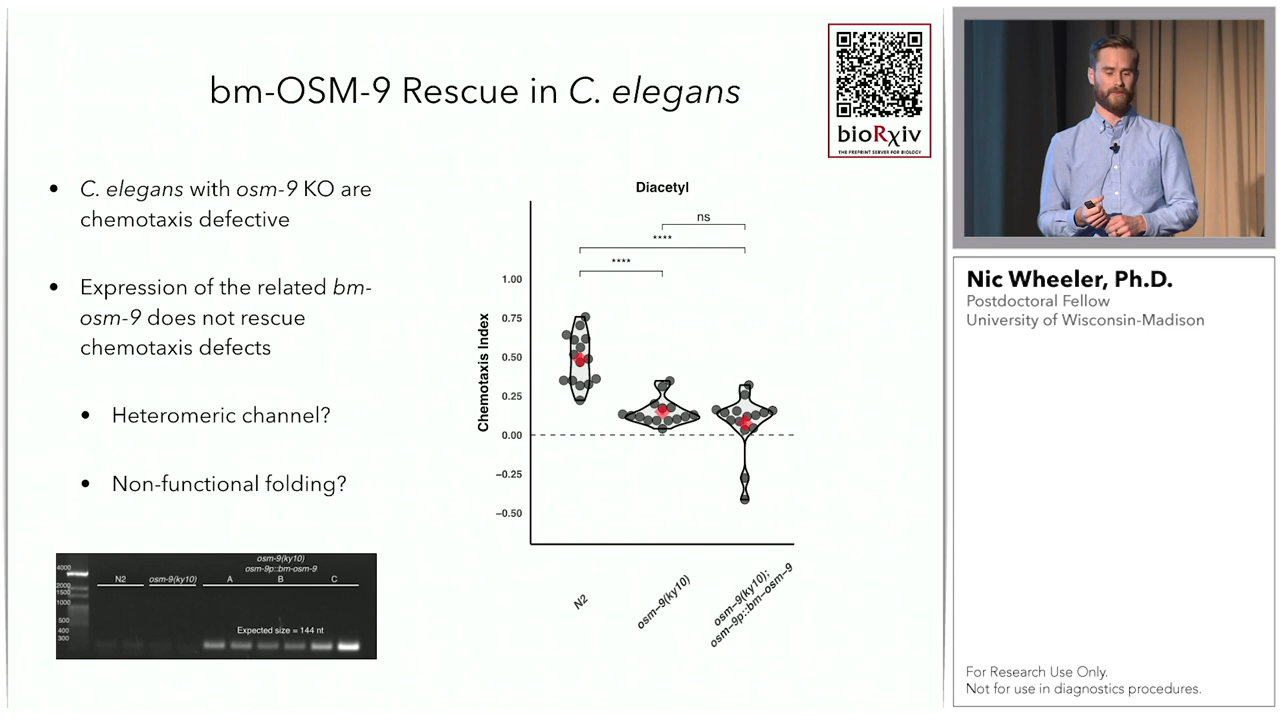 bm-OSM-9 Rescue in C. elegans
bioRχiv
THE PREPRINT SERVER FOR BIOLOGY
• C. elegans with osm-9 KO are
chemotaxis defective
• Expression of the related bm-
osm-9 does not rescue
chemotaxis defects
• Heteromeric channel?
• Non-functional folding?
osm-9(ky10)
osm-9p::bm-osm-9
N2
osm-9(ky10)
A
B
C
4000
2000
1500
1000
500
400
300
Expected size = 144 nt
Diacetyl
ns
****
****
Chemotaxis Index
1.00
0.75
0.50
0.25
0.00
−0.25
−0.50
N2
osm−9(ky10)
osm−9(ky10);
osm−9p::bm−osm−9
Nic Wheeler, Ph.D.
Postdoctoral Fellow
University of Wisconsin-Madison
For Research Use Only.
Not for use in diagnostics procedures.